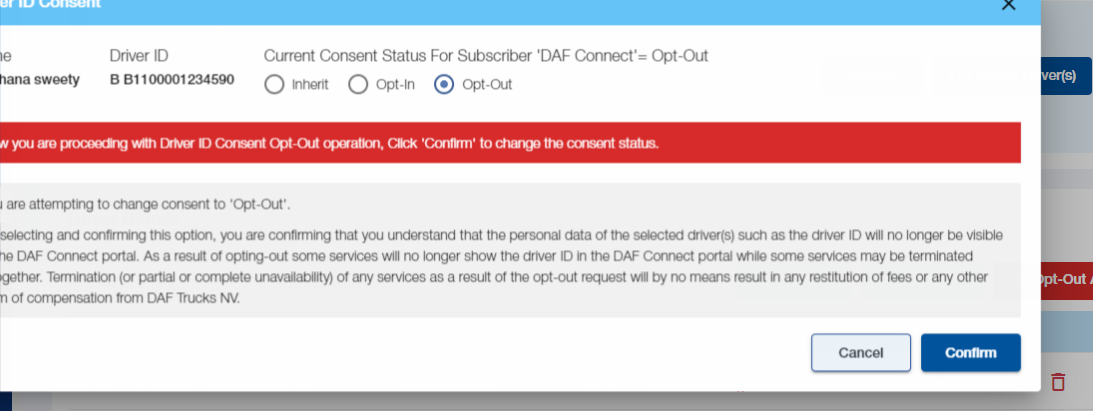 er ID Consent
Driver ID
Current Consent Status For Subscriber 'DAF Connect'= Opt-Out
hana sweety
B B1100001234590
Inherit
Opt-In
Opt-Out
ver(s)
w you are proceeding with Driver ID Consent Opt-Out operation, Click 'Confirm' to change the consent status.
are attempting to change consent to 'Opt-Out'.
selecting and confirming this option, you are confirming that you understand that the personal data of the selected driver(s) such as the driver ID will no longer be visible
he DAF Connect portal. As a result of opting-out some services will no longer show the driver ID in the DAF Connect portal while some services may be terminated
gether. Termination (or partial or complete unavailability) of any services as a result of the opt-out request will by no means result in any restitution of fees or any other
m of compensation from DAF Trucks NV.
pt-Out
Cancel
Confirm